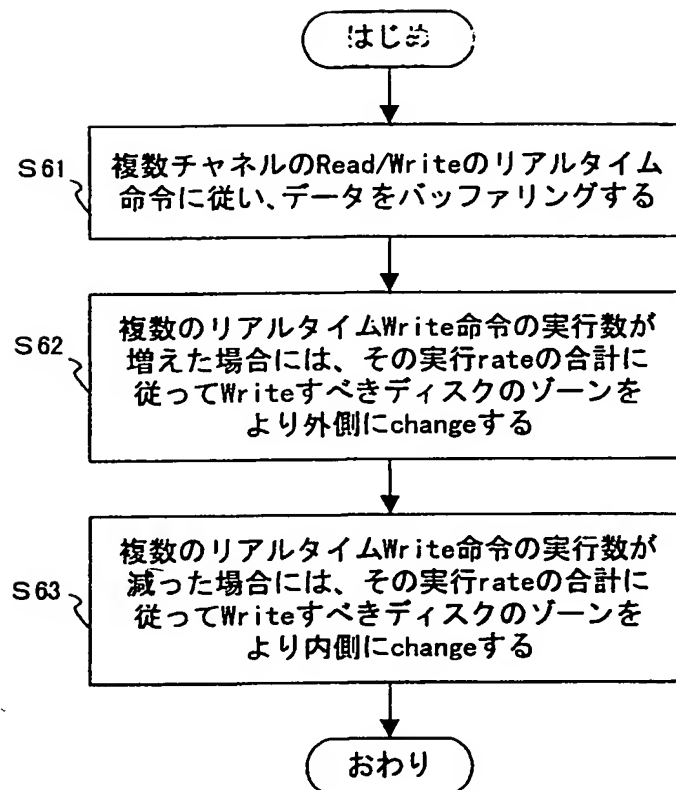 はじめ
S61
複数チャネルのRead/Writeのリアルタイム
命令に従い、データをバッファリングする
S62
複数のリアルタイムWrite命令の実行数が
増えた場合には、その実行rateの合計に
従ってWriteすべきディスクのゾーンを
より外側にchangeする
S63
複数のリアルタイムWrite命令の実行数が
減った場合には、その実行rateの合計に
従ってWriteすべきディスクのゾーンを
より内側にchangeする
おわり